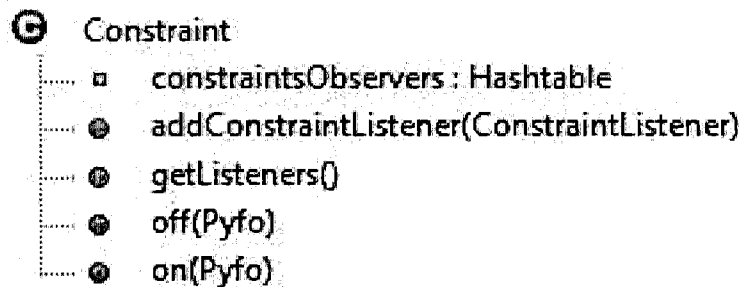 Constraint
constraintsObservers : Hashtable
addConstraintListener(ConstraintListener)
getListeners()
off(Pyfo)
on(Pyfo)